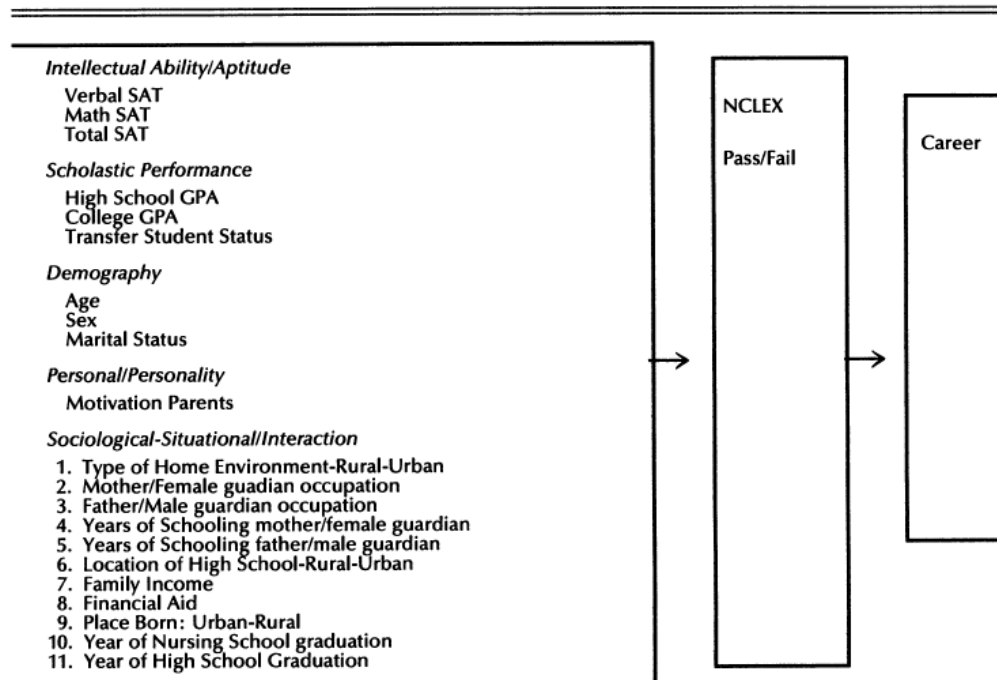 Intellectual Ability/Aptitude
Verbal SAT
Math SAT
Total SAT
Scholastic Performance
High School GPA
College GPA
Transfer Student Status
Demography
Age
Sex
Marital Status
Personal/Personality
Motivation Parents
Sociological-Situational/Interaction
1. Type of Home Environment-Rural-Urban
2. Mother/Female guadian occupation
3. Father/Male guardian occupation
4. Years of Schooling mother/female guardian
5. Years of Schooling father/male guardian
6. Location of High School-Rural-Urban
7. Family Income
8. Financial Aid
9. Place Born: Urban-Rural
10. Year of Nursing School graduation
11. Year of High School Graduation
NCLEX
Pass/Fail
Career